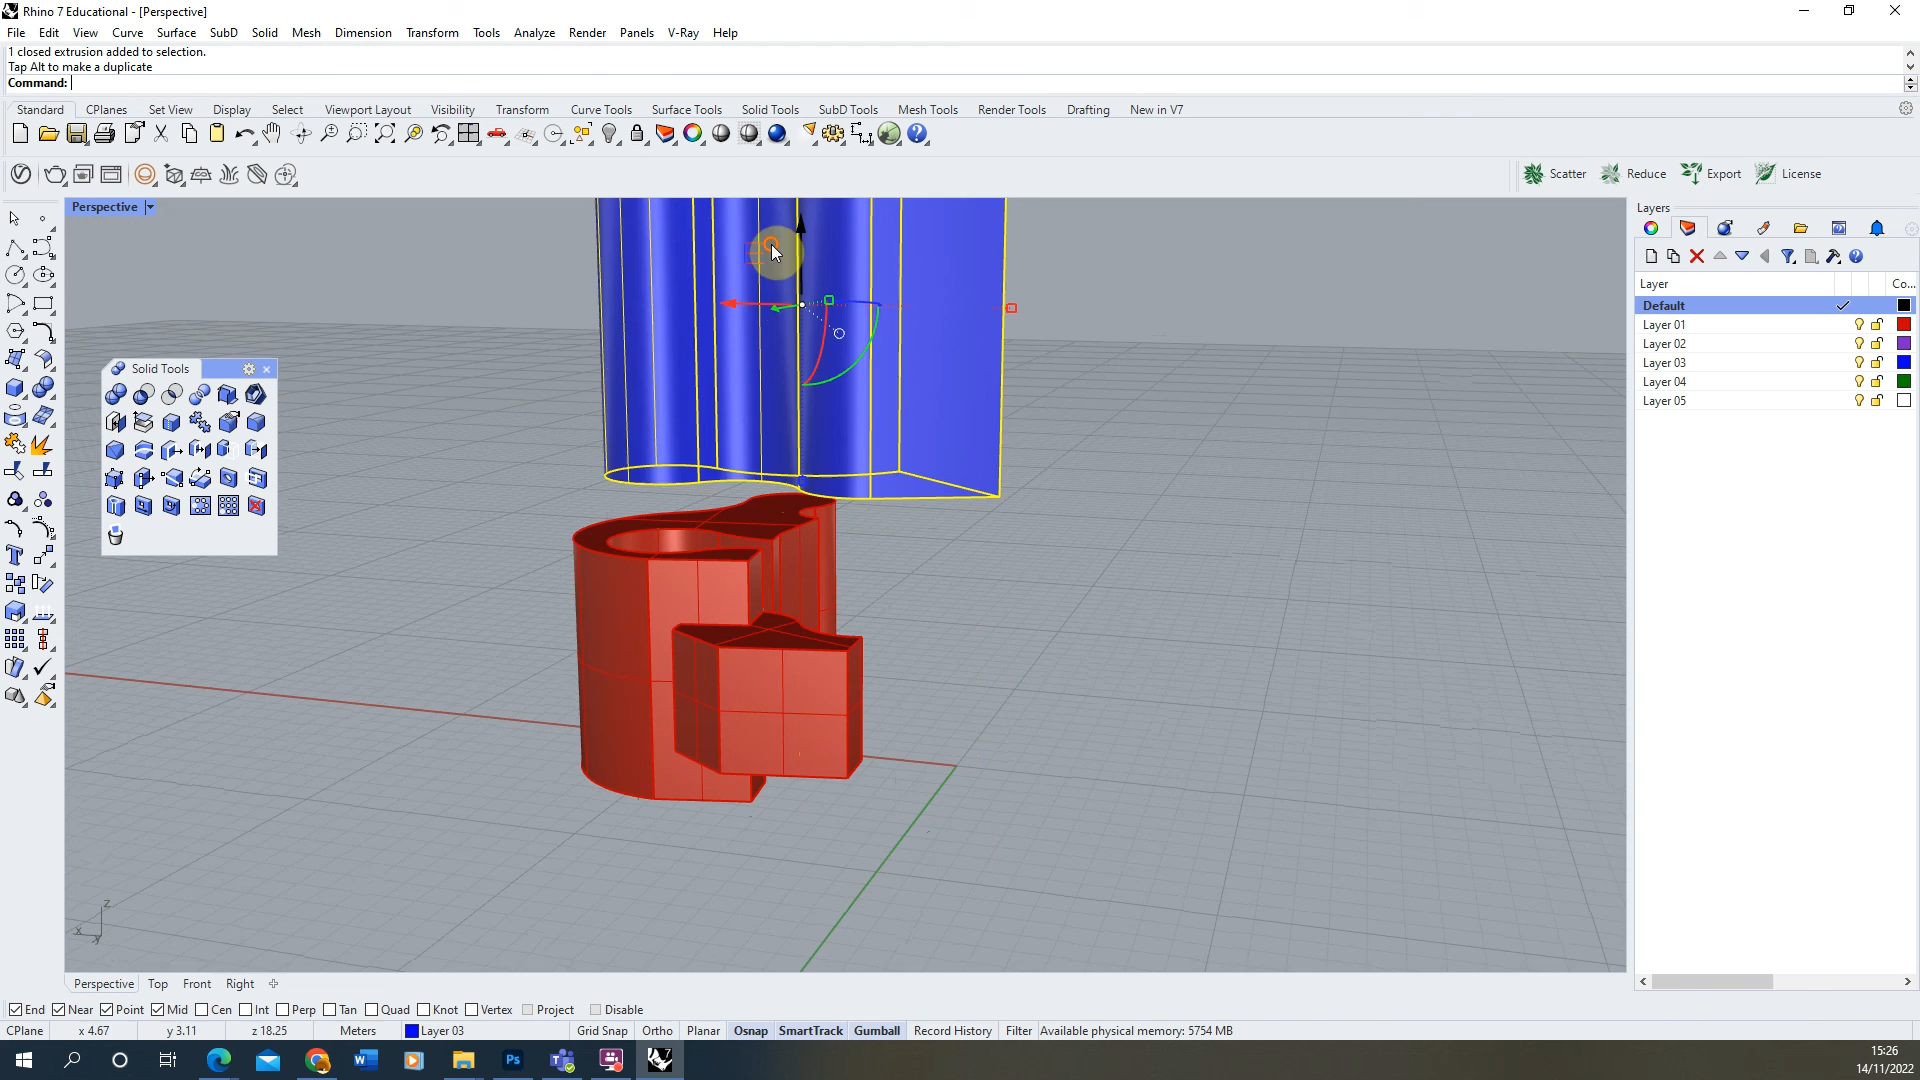 Rhino 7 Educational - [Perspective]
File Edit View Curve Surface SubD Solid Mesh Dimension Transform Tools Analyze Render Panels V-Ray Help
1 closed extrusion added to selection.
Tap Alt to make a duplicate
Command:
Standard CPlanes Set View Display Select Viewport Layout Visibility Transform Curve Tools Surface Tools Solid Tools SubD Tools Mesh Tools Render Tools Drafting New in V7
Scatter Reduce Export License
Perspective
Layers
Solid Tools
Layer Co...
Default
Layer 01
Layer 02
Layer 03
Layer 04
Layer 05
z
x
y
Perspective Top Front Right
End Near Point Mid Cen Int Perp Tan Quad Knot Vertex Project Disable
CPlane x 4.67 y 3.11 z 18.25 Meters Layer 03 Grid Snap Ortho Planar Osnap SmartTrack Gumball Record History Filter Available physical memory: 5754 MB
15:26
14/11/2022